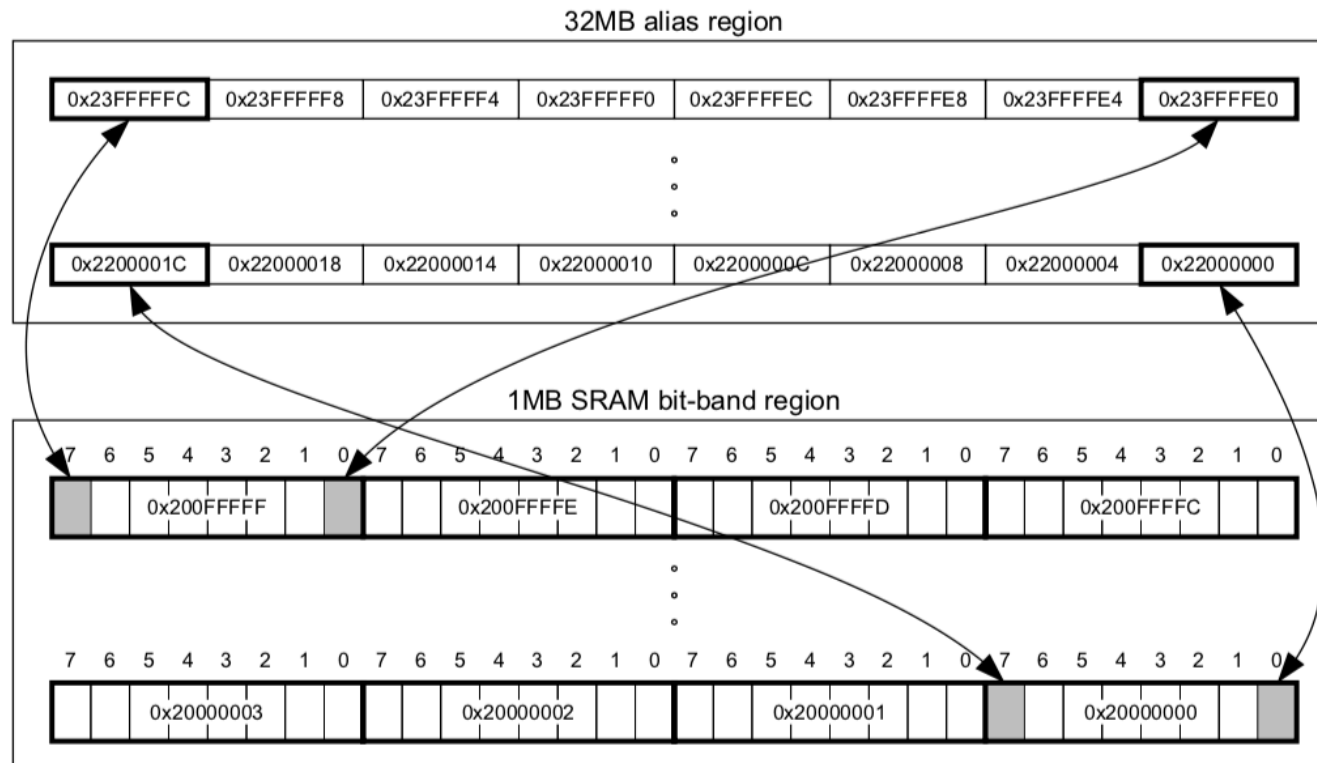 32MB alias region
0x23FFFFFC 0x23FFFFF8 0x23FFFFF4 0x23FFFFF0 0x23FFFFEC 0x23FFFFE8 0x23FFFFE4 0x23FFFFE0
0x2200001C 0x22000018 0x22000014 0x22000010 0x2200000C 0x22000008 0x22000004 0x22000000
1MB SRAM bit-band region
7 6 5 4 3 2 1 0 7 6 5 4 3 2 1 0 7 6 5 4 3 2 1 0 7 6 5 4 3 2 1 0
0x200FFFFF 0x200FFFFE 0x200FFFFD 0x200FFFFC
7 6 5 4 3 2 1 0 7 6 5 4 3 2 1 0 7 6 5 4 3 2 1 0 7 6 5 4 3 2 1 0
0x20000003 0x20000002 0x20000001 0x20000000